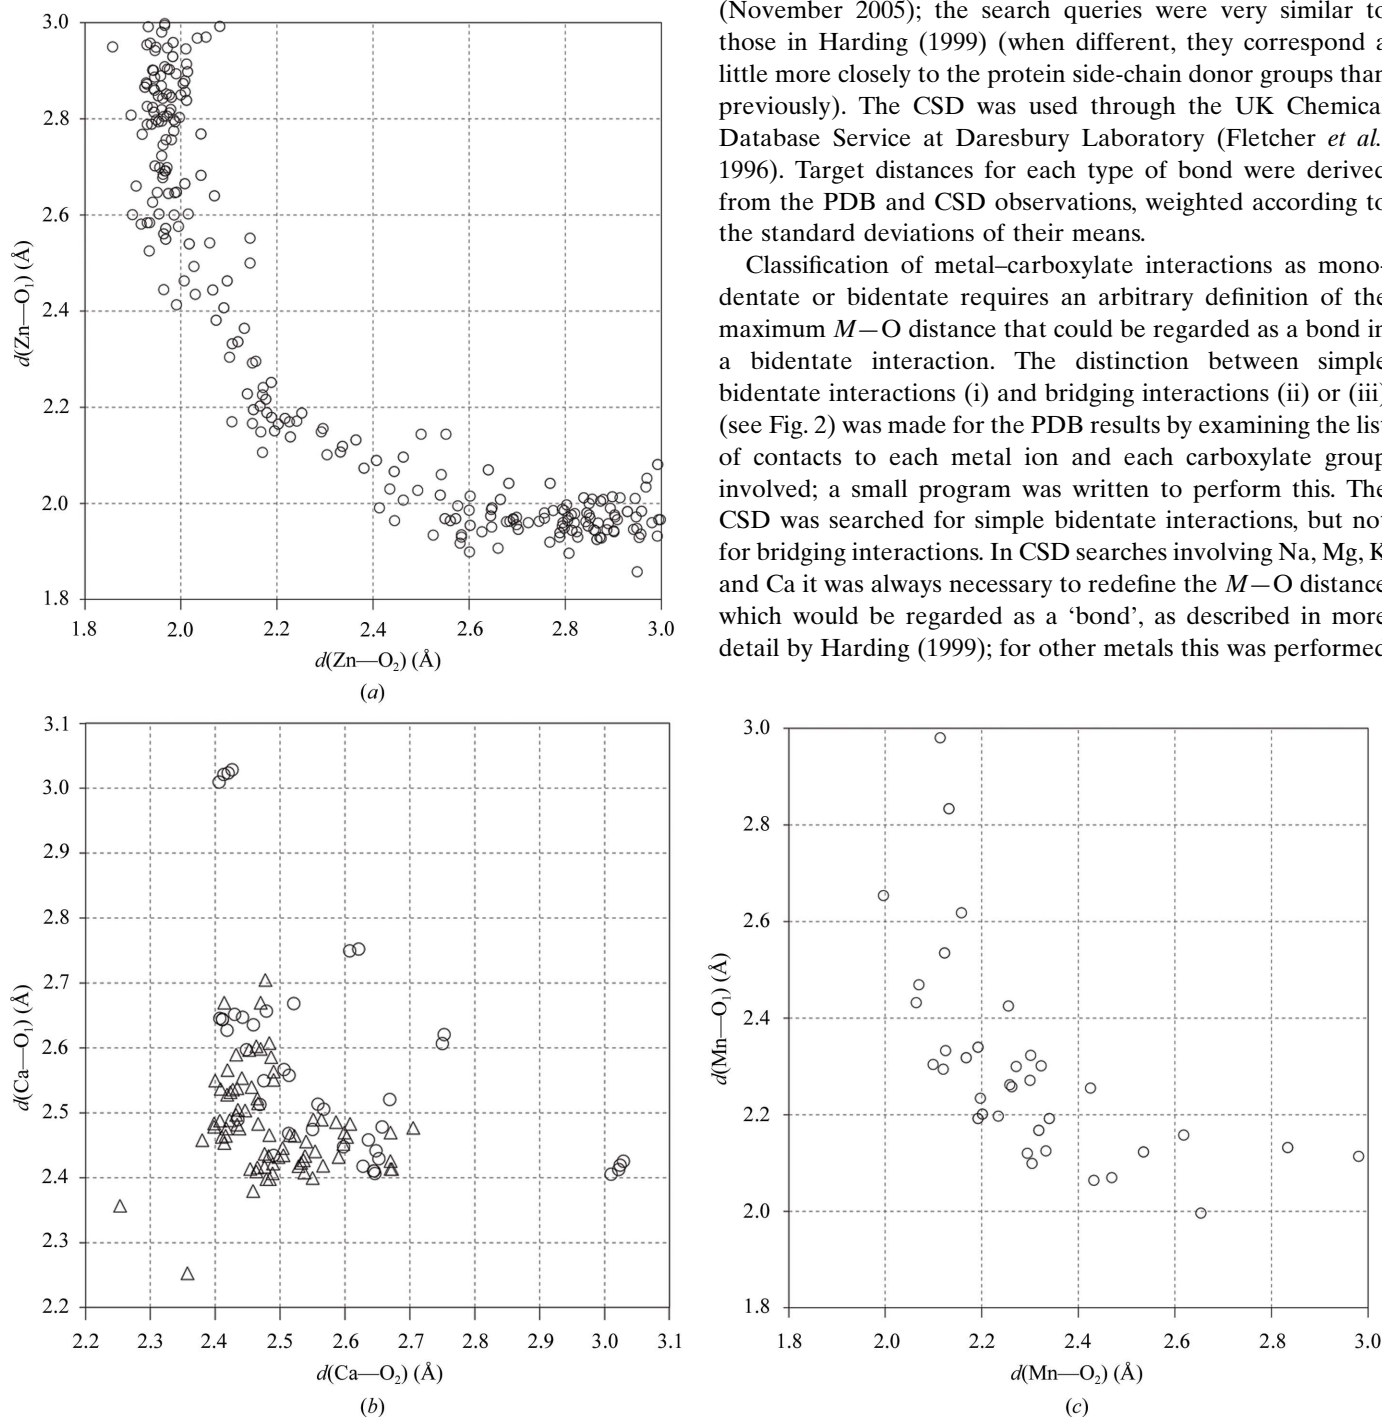 3.0
2.8
2.6
2.4
2.2
2.0
1.8
d(Zn—O1) (Å)
1.8 2.0 2.2 2.4 2.6 2.8 3.0
d(Zn—O2) (Å)
(a)
(November 2005); the search queries were very similar to
those in Harding (1999) (when different, they correspond a
little more closely to the protein side-chain donor groups than
previously). The CSD was used through the UK Chemica
Database Service at Daresbury Laboratory (Fletcher et al.
1996). Target distances for each type of bond were derived
from the PDB and CSD observations, weighted according to
the standard deviations of their means.
Classification of metal–carboxylate interactions as mono-
dentate or bidentate requires an arbitrary definition of the
maximum M—O distance that could be regarded as a bond in
a bidentate interaction. The distinction between simple
bidentate interactions (i) and bridging interactions (ii) or (iii)
(see Fig. 2) was made for the PDB results by examining the list
of contacts to each metal ion and each carboxylate group
involved; a small program was written to perform this. The
CSD was searched for simple bidentate interactions, but not
for bridging interactions. In CSD searches involving Na, Mg, K
and Ca it was always necessary to redefine the M—O distance
which would be regarded as a 'bond', as described in more
detail by Harding (1999); for other metals this was performed
3.1
3.0
2.9
2.8
2.7
2.6
2.5
2.4
2.3
2.2
d(Ca—O1) (Å)
2.2 2.3 2.4 2.5 2.6 2.7 2.8 2.9 3.0 3.1
d(Ca—O2) (Å)
(b)
3.0
2.8
2.6
2.4
2.2
2.0
1.8
d(Mn—O1) (Å)
1.8 2.0 2.2 2.4 2.6 2.8 3.0
d(Mn—O2) (Å)
(c)